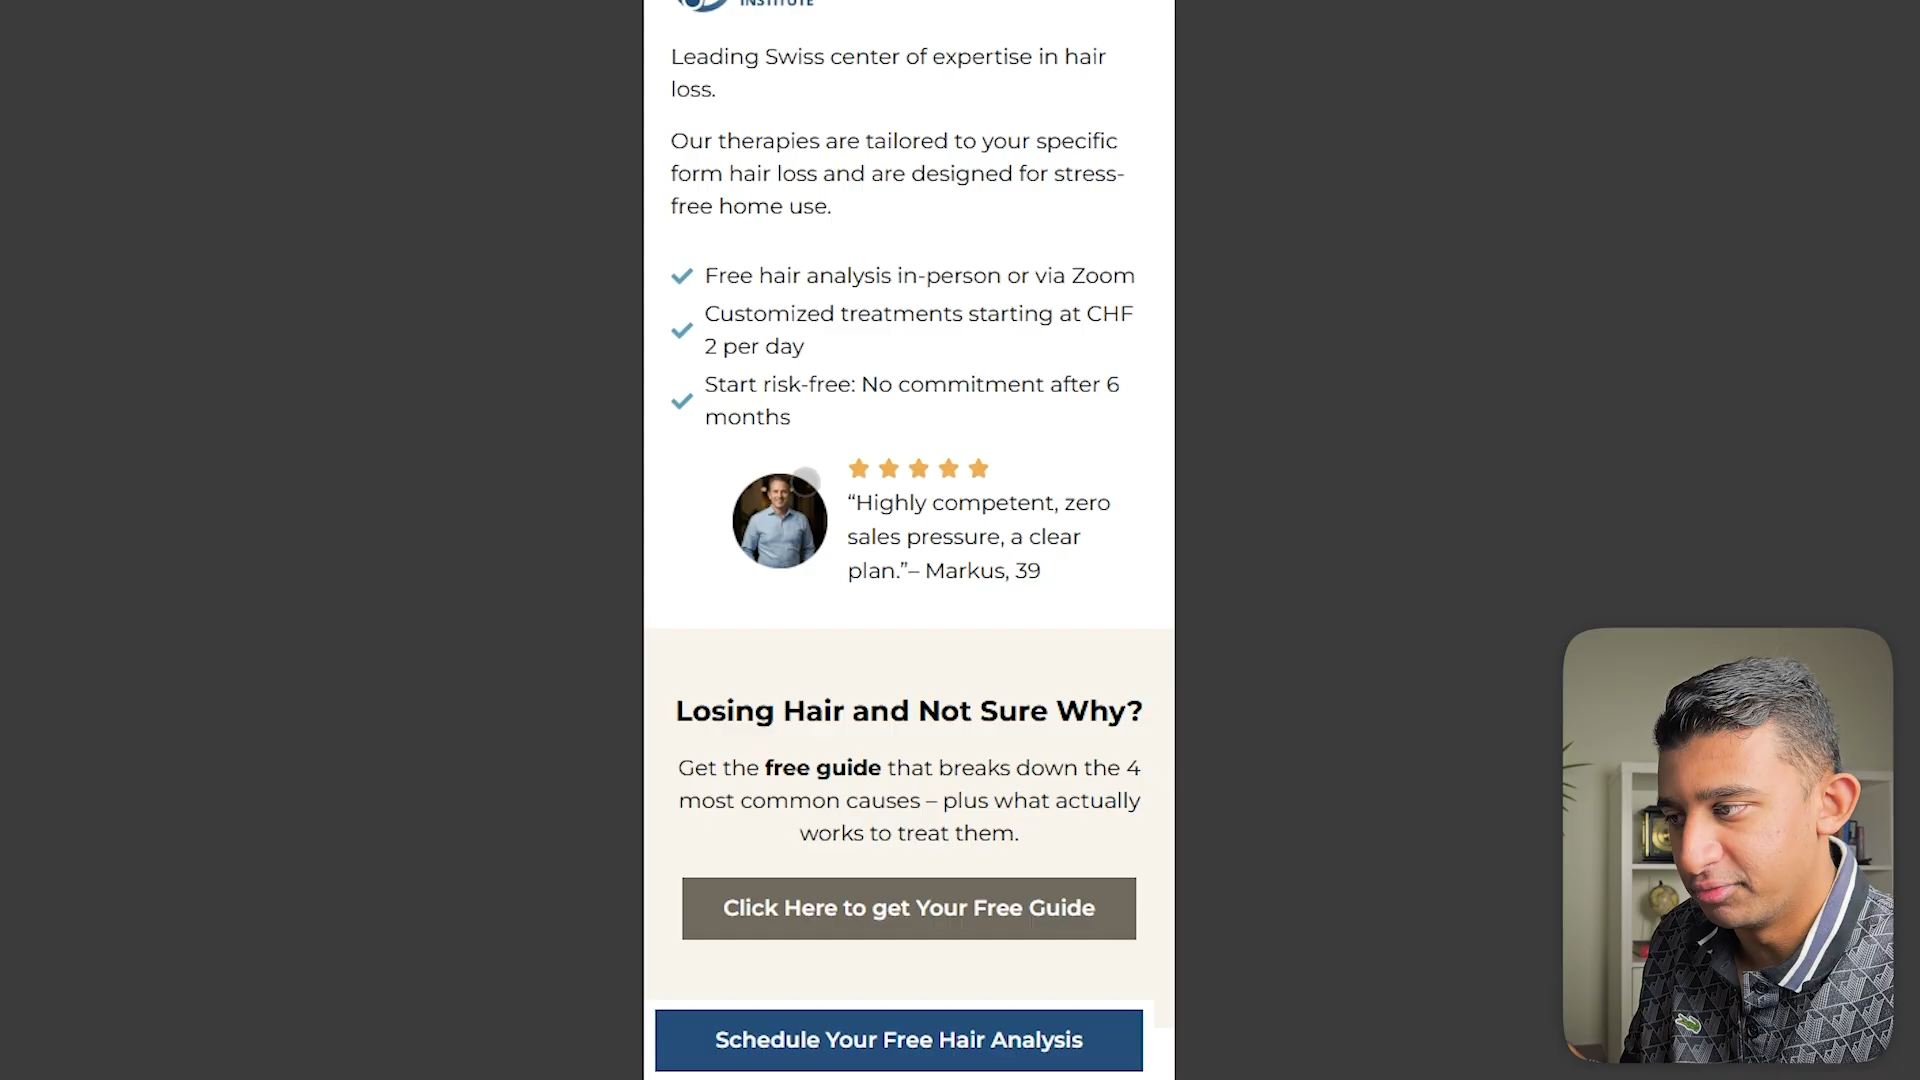 INSTITUTE
Leading Swiss center of expertise in hair
loss.
Our therapies are tailored to your specific
form hair loss and are designed for stress-
free home use.
Free hair analysis in-person or via Zoom
Customized treatments starting at CHF
2 per day
Start risk-free: No commitment after 6
months
“Highly competent, zero
sales pressure, a clear
plan.”– Markus, 39
Losing Hair and Not Sure Why?
Get the free guide that breaks down the 4
most common causes – plus what actually
works to treat them.
Click Here to get Your Free Guide
Schedule Your Free Hair Analysis